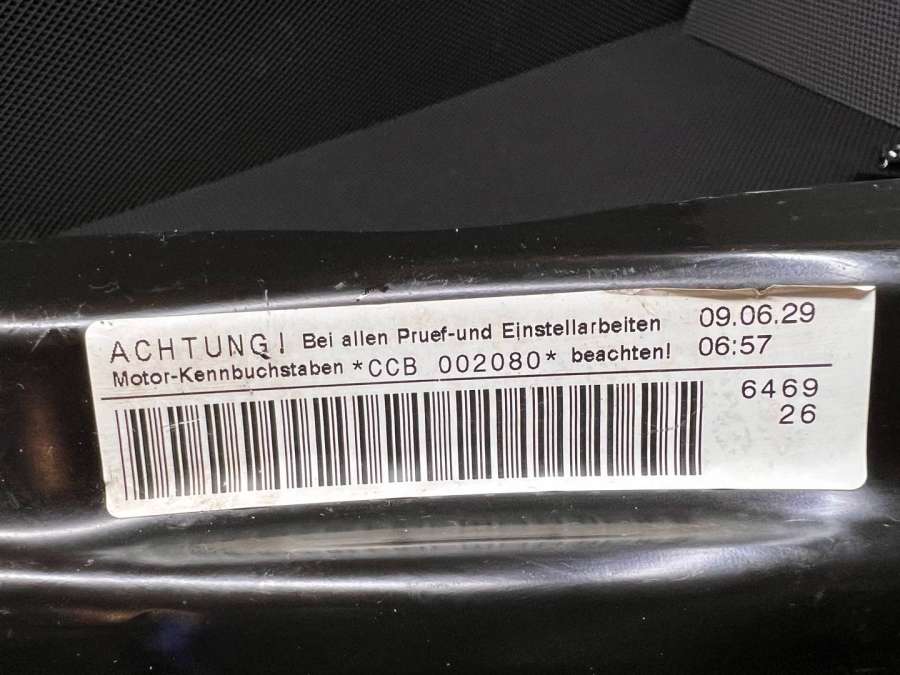 ACHTUNG! Bei allen Pruef-und Einstellarbeiten
Motor-Kennbuchstaben *CCB 002080* beachten!
09.06.29
06:57
6469
26